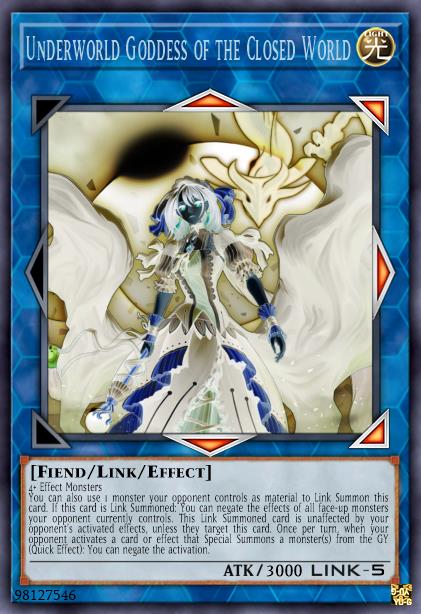 UNDERWORLD GODDESS OF THE CLOSED WORLD
LIGHT
光
[FIEND/LINK/EFFECT]
4+ Effect Monsters
You can also use 1 monster your opponent controls as material to Link Summon this
card. If this card is Link Summoned: You can negate the effects of all face-up monsters
your opponent currently controls. This Link Summoned card is unaffected by your
opponent's activated effects, unless they target this card. Once per turn, when your
opponent activates a card or effect that Special Summons a monster(s) from the GY
(Quick Effect): You can negate the activation.
ATK/3000 LINK-5
98127546